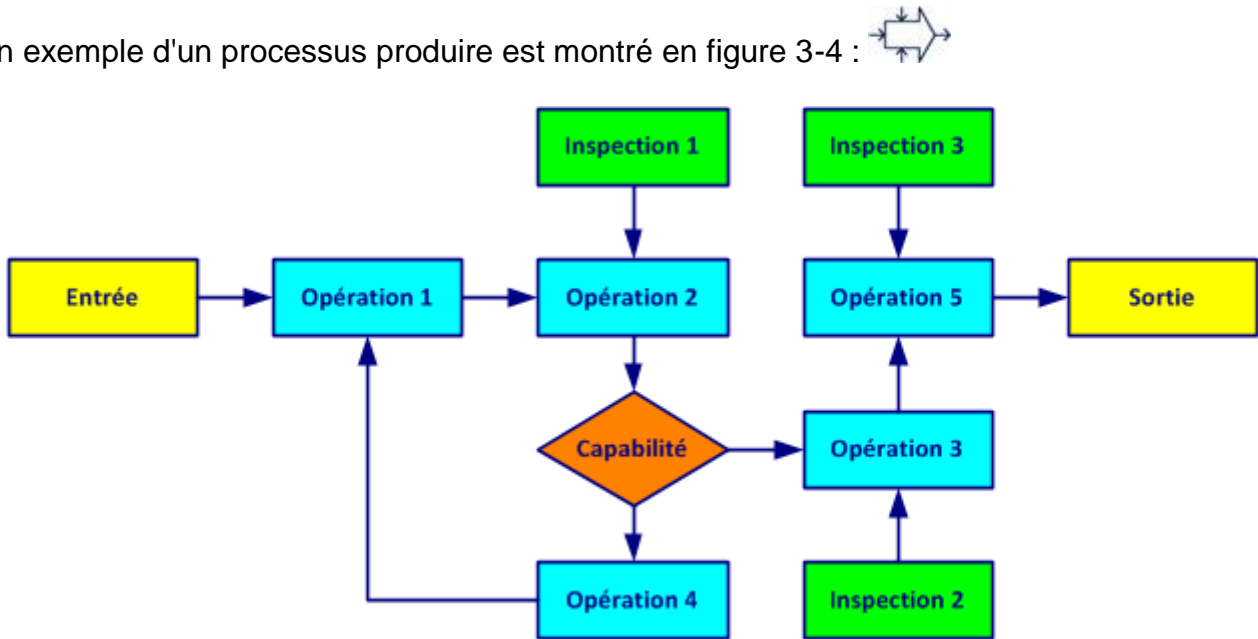 n exemple d'un processus produire est montré en figure 3-4 :
Inspection 1
Inspection 3
Entrée
Opération 1
Opération 2
Opération 5
Sortie
Capabilité
Opération 3
Opération 4
Inspection 2